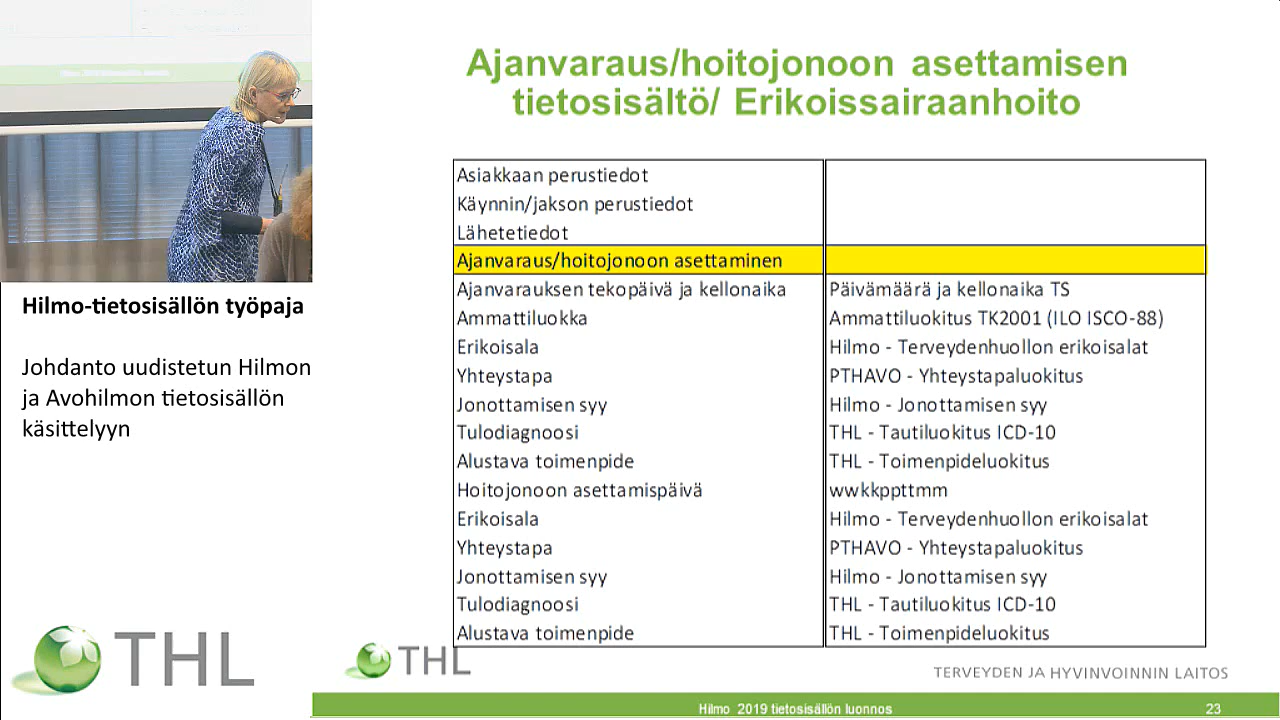 Ajanvaraus/hoitojonoon asettamisen
tietosisältö/ Erikoissairaanhoito
Asiakkaan perustiedot
Käynnin/jakson perustiedot
Lähetetiedot
Ajanvaraus/hoitojonoon asettaminen
Ajanvarauksen tekopäivä ja kellonaika Päivämäärä ja kellonaika TS
Ammattiluokka Ammattiluokitus TK2001 (ILO ISCO-88)
Erikoisala Hilmo - Terveydenhuollon erikoisalat
Yhteystapa PTHAVO - Yhteystapaluokitus
Jonottamisen syy Hilmo - Jonottamisen syy
Tulodiagnoosi THL - Tautiluokitus ICD-10
Alustava toimenpide THL - Toimenpideluokitus
Hoitojonoon asettamispäivä wwkkppttmm
Erikoisala Hilmo - Terveydenhuollon erikoisalat
Yhteystapa PTHAVO - Yhteystapaluokitus
Jonottamisen syy Hilmo - Jonottamisen syy
Tulodiagnoosi THL - Tautiluokitus ICD-10
Alustava toimenpide THL - Toimenpideluokitus
Hilmo-tietosisällön työpaja
Johdanto uudistetun Hilmon
ja Avohilmon tietosisällön
käsittelyyn
THL
THL
TERVEYDEN JA HYVINVOINNIN LAITOS
Hilmo 2019 tietosisällön luonnos 23